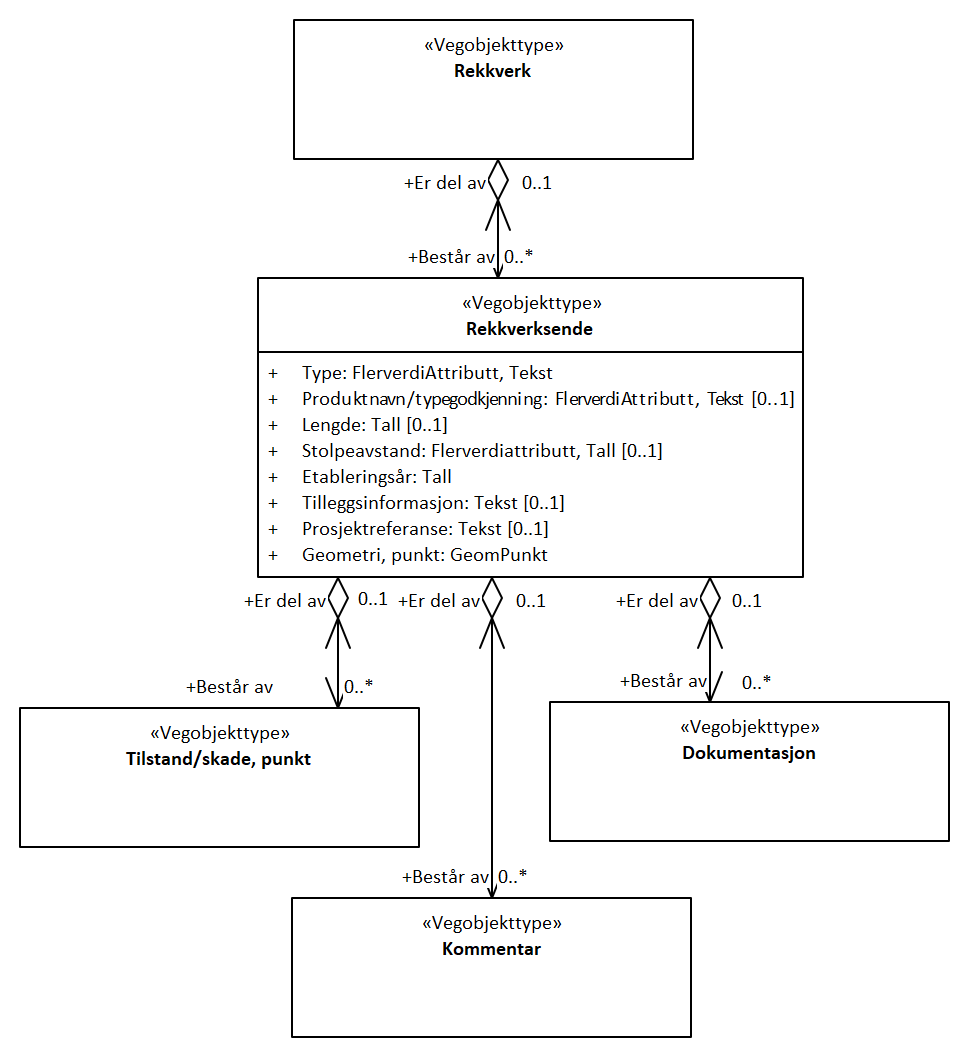 «Vegobjekttype»
Rekkverk
+Er del av 0..1
+Består av 0..*
«Vegobjekttype»
Rekkverksende
+ Type: FlerverdiAttributt, Tekst
+ Produktnavn/typegodkjenning: FlerverdiAttributt, Tekst [0..1]
+ Lengde: Tall [0..1]
+ Stolpeavstand: Flerverdiattributt, Tall [0..1]
+ Etableringsår: Tall
+ Tilleggsinformasjon: Tekst [0..1]
+ Prosjektreferanse: Tekst [0..1]
+ Geometri, punkt: GeomPunkt
+Er del av 0..1 +Er del av 0..1 +Er del av 0..1
+Består av 0..* +Består av 0..*
«Vegobjekttype»
Tilstand/skade, punkt
«Vegobjekttype»
Dokumentasjon
+Består av 0..*
«Vegobjekttype»
Kommentar